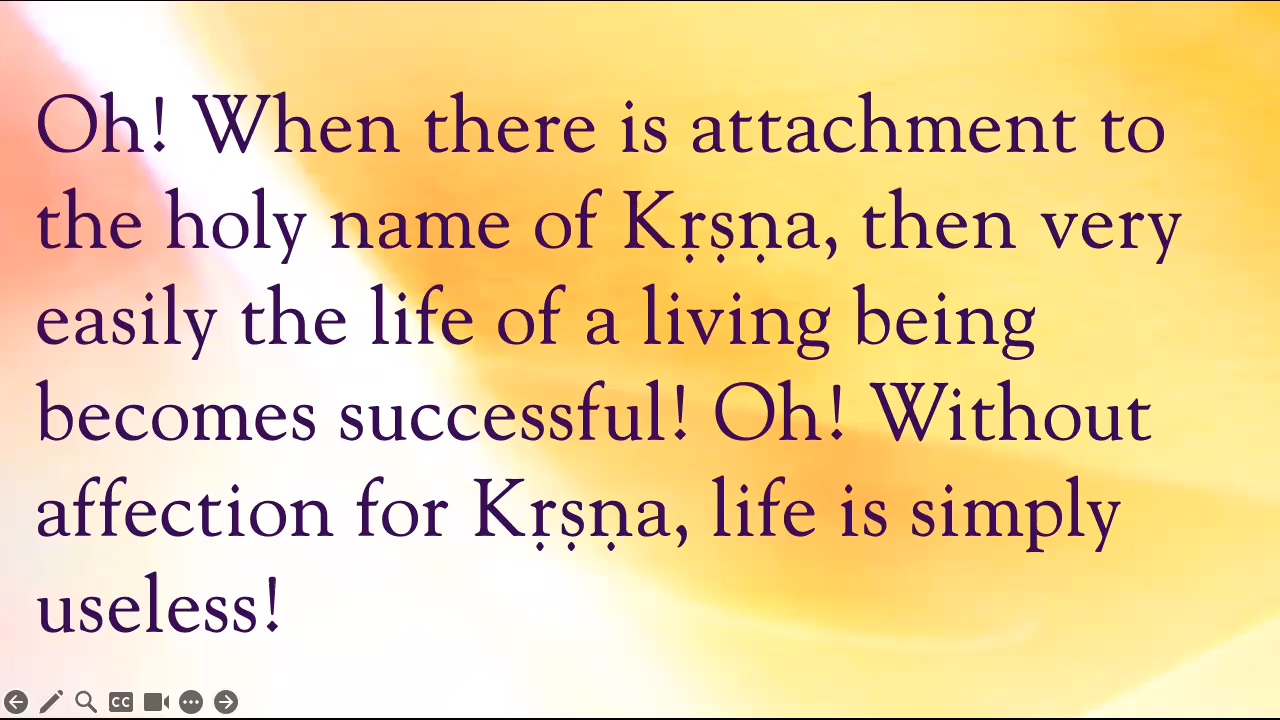 Oh! When there is attachment to
the holy name of Kṛṣṇa, then very
easily the life of a living being
becomes successful! Oh! Without
affection for Kṛṣṇa, life is simply
useless!
CC